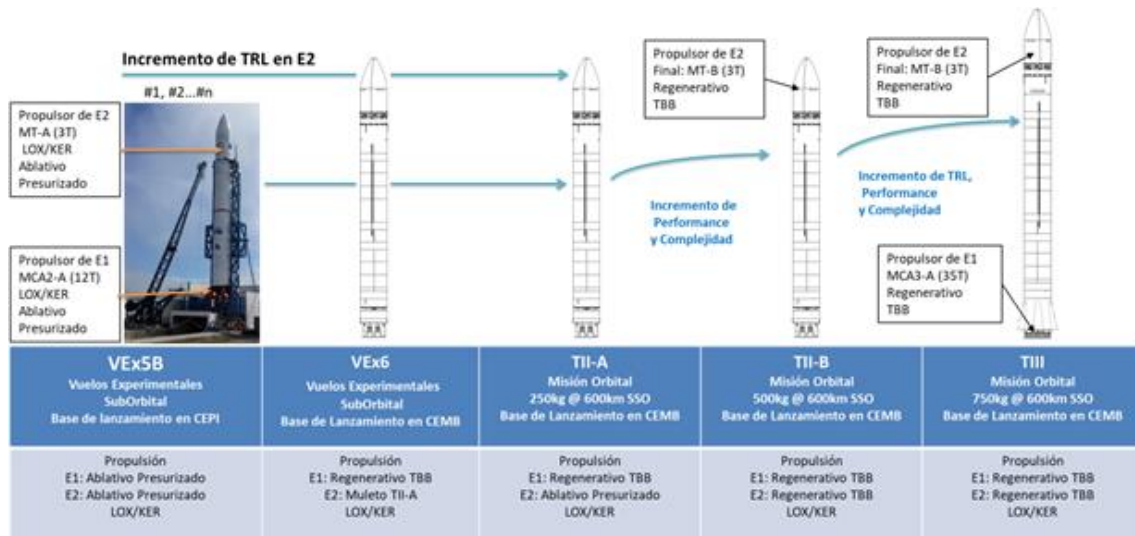 Incremento de TRL en E2
#1, #2...#n
Propulsor de E2
MT-A (3T)
LOX/KER
Ablativo
Presurizado
Propulsor de E1
MCA2-A (12T)
LOX/KER
Ablativo
Presurizado
Propulsor de E2
Final: MT-B (3T)
Regenerativo
TBB
Incremento de
Performance
y Complejidad
Propulsor de E2
Final: MT-B (3T)
Regenerativo
TBB
Incremento de TRL,
Performance
y Complejidad
Propulsor de E1
MCA3-A (35T)
Regenerativo
TBB
VEx5B
Vuelos Experimentales
SubOrbital
Base de lanzamiento en CEPI
VEx6
Vuelos Experimentales
SubOrbital
Base de Lanzamiento en CEMB
TII-A
Misión Orbital
250kg @ 600km SSO
Base de Lanzamiento en CEMB
TII-B
Misión Orbital
500kg @ 600km SSO
Base de Lanzamiento en CEMB
TIII
Misión Orbital
750kg @ 600km SSO
Base de Lanzamiento en CEMB
Propulsión
E1: Ablativo Presurizado
E2: Ablativo Presurizado
LOX/KER
Propulsión
E1: Regenerativo TBB
E2: Muleto TII-A
LOX/KER
Propulsión
E1: Regenerativo TBB
E2: Ablativo Presurizado
LOX/KER
Propulsión
E1: Regenerativo TBB
E2: Regenerativo TBB
LOX/KER
Propulsión
E1: Regenerativo TBB
E2: Regenerativo TBB
LOX/KER